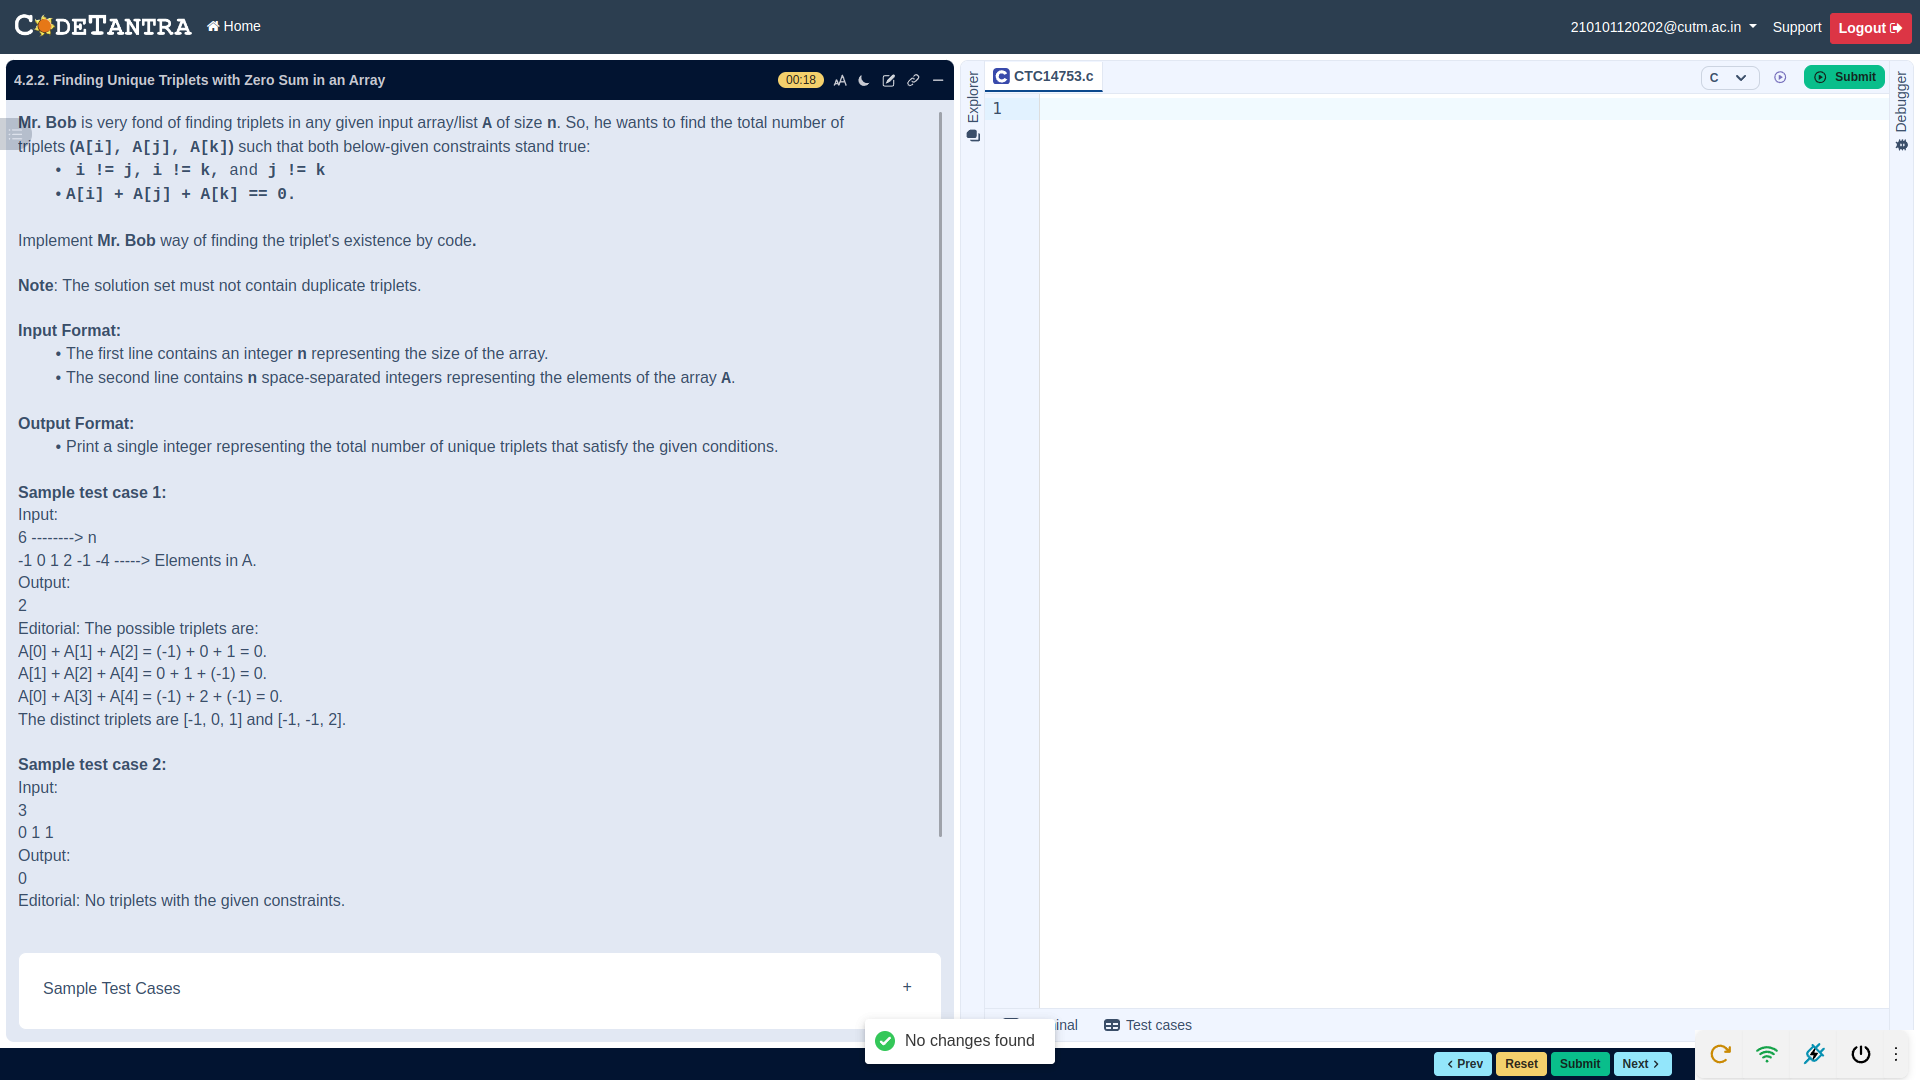 CODETANTRA
Home
210101120202@cutm.ac.in
Support
Logout
4.2.2. Finding Unique Triplets with Zero Sum in an Array
00:18
AA
Mr. Bob is very fond of finding triplets in any given input array/list A of size n. So, he wants to find the total number of
triplets (A[i], A[j], A[k]) such that both below-given constraints stand true:
• i != j, i != k, and j != k
• A[i] + A[j] + A[k] == 0.
Implement Mr. Bob way of finding the triplet's existence by code.
Note: The solution set must not contain duplicate triplets.
Input Format:
• The first line contains an integer n representing the size of the array.
• The second line contains n space-separated integers representing the elements of the array A.
Output Format:
• Print a single integer representing the total number of unique triplets that satisfy the given conditions.
Sample test case 1:
Input:
6 --------> n
-1 0 1 2 -1 -4 -----> Elements in A.
Output:
2
Editorial: The possible triplets are:
A[0] + A[1] + A[2] = (-1) + 0 + 1 = 0.
A[1] + A[2] + A[4] = 0 + 1 + (-1) = 0.
A[0] + A[3] + A[4] = (-1) + 2 + (-1) = 0.
The distinct triplets are [-1, 0, 1] and [-1, -1, 2].
Sample test case 2:
Input:
3
0 1 1
Output:
0
Editorial: No triplets with the given constraints.
Sample Test Cases
+
Explorer
CTC14753.c
C
Submit
1
Debugger
inal
Test cases
No changes found
Prev
Reset
Submit
Next